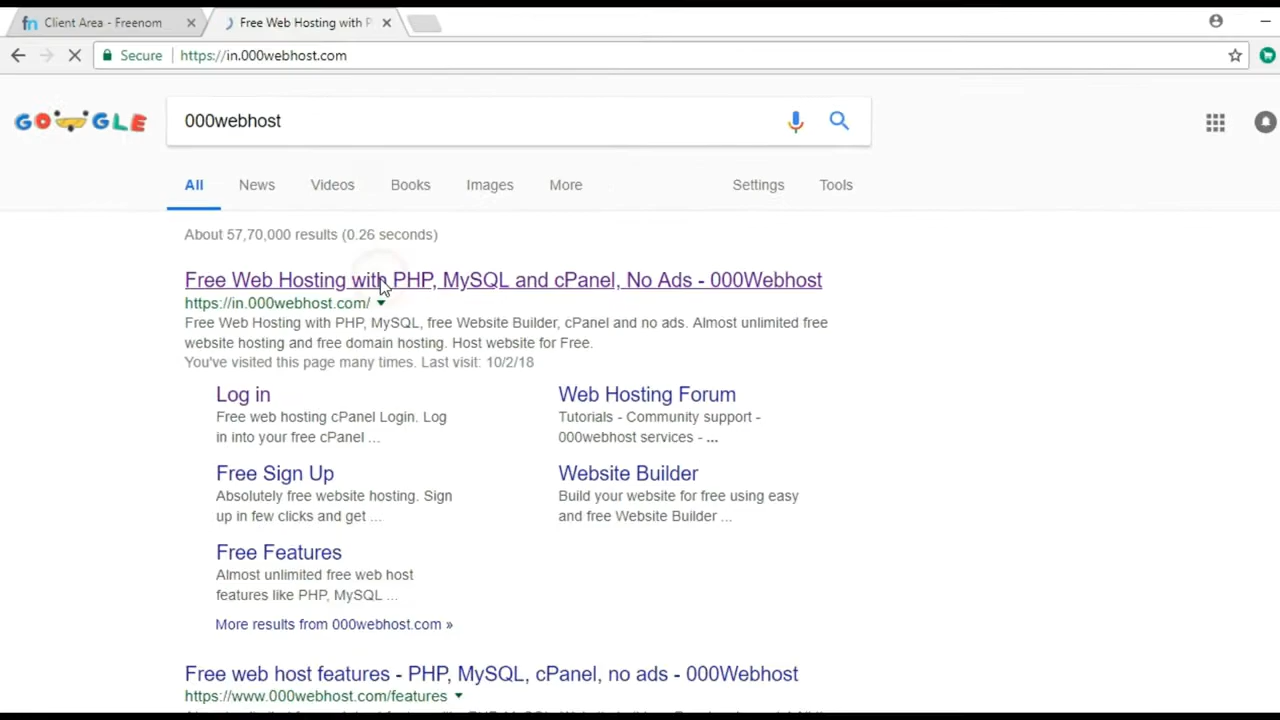 Client Area - Freenom
Free Web Hosting with P
Secure https://in.000webhost.com
GOOGLE
000webhost
All News Videos Books Images More Settings Tools
About 57,70,000 results (0.26 seconds)
Free Web Hosting with PHP, MySQL and cPanel, No Ads - 000Webhost
https://in.000webhost.com/
Free Web Hosting with PHP, MySQL, free Website Builder, cPanel and no ads. Almost unlimited free
website hosting and free domain hosting. Host website for Free.
You've visited this page many times. Last visit: 10/2/18
Log in
Free web hosting cPanel Login. Log
in into your free cPanel ...
Web Hosting Forum
Tutorials - Community support -
000webhost services - ...
Free Sign Up
Absolutely free website hosting. Sign
up in few clicks and get ...
Website Builder
Build your website for free using easy
and free Website Builder ...
Free Features
Almost unlimited free web host
features like PHP, MySQL ...
More results from 000webhost.com »
Free web host features - PHP, MySQL, cPanel, no ads - 000Webhost
https://www.000webhost.com/features